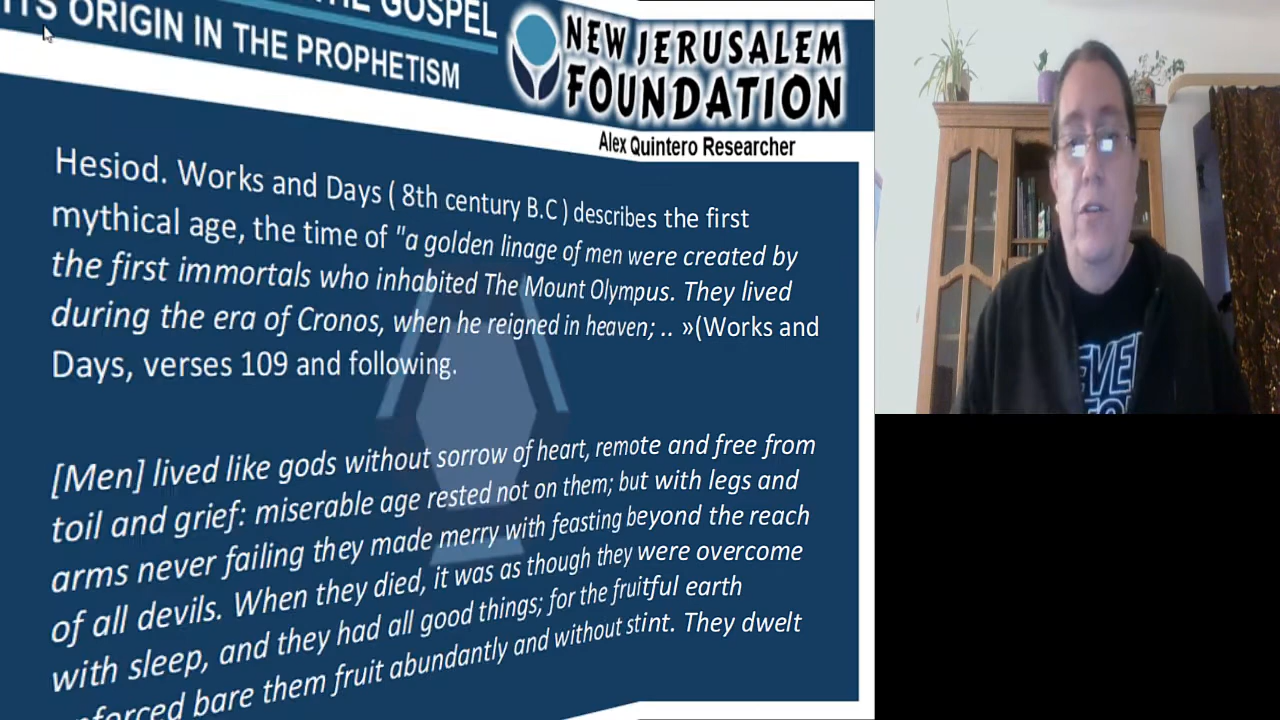 THE GOSPEL
ITS ORIGIN IN THE PROPHETISM
NEW JERUSALEM
FOUNDATION
Alex Quintero Researcher
Hesiod. Works and Days ( 8th century B.C ) describes the first
mythical age, the time of "a golden linage of men were created by
the first immortals who inhabited The Mount Olympus. They lived
during the era of Cronos, when he reigned in heaven; .. »(Works and
Days, verses 109 and following.
[Men] lived like gods without sorrow of heart, remote and free from
toil and grief: miserable age rested not on them; but with legs and
arms never failing they made merry with feasting beyond the reach
of all devils. When they died, it was as though they were overcome
with sleep, and they had all good things; for the fruitful earth
unforced bare them fruit abundantly and without stint. They dwelt